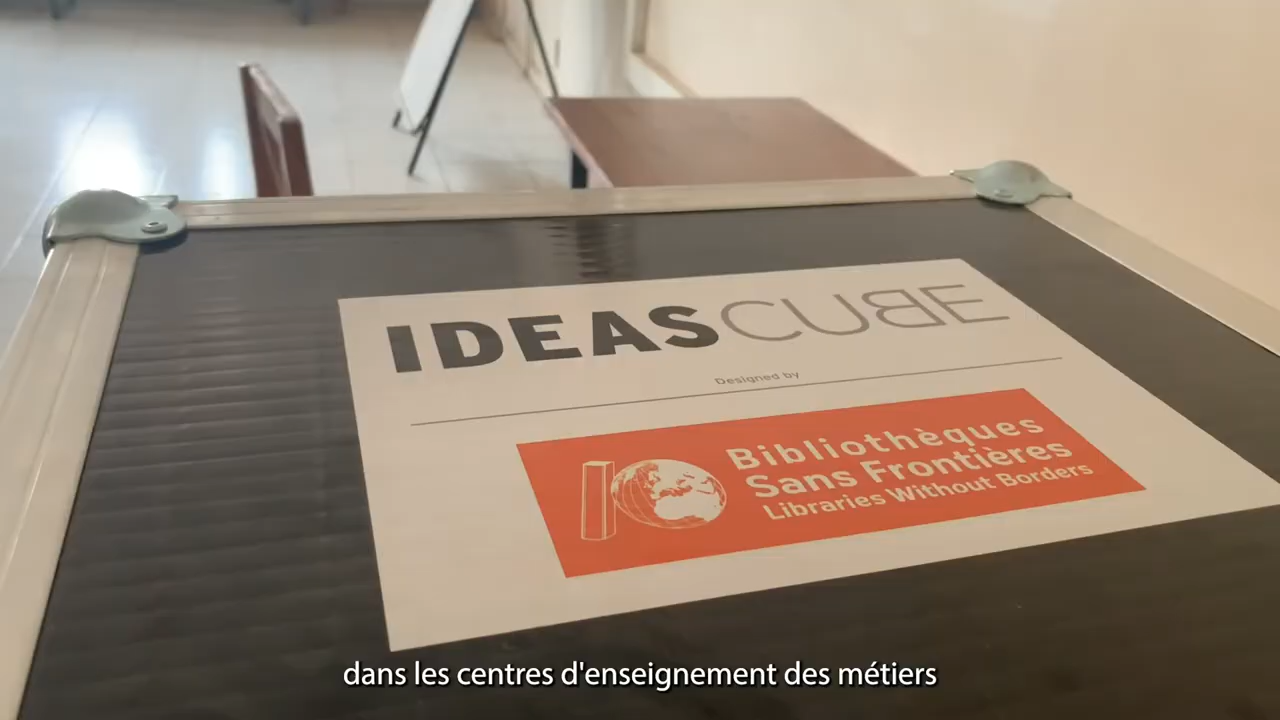 IDEASCUBE
Designed by
Bibliothèques
Sans Frontières
Libraries Without Borders
dans les centres d'enseignement des métiers